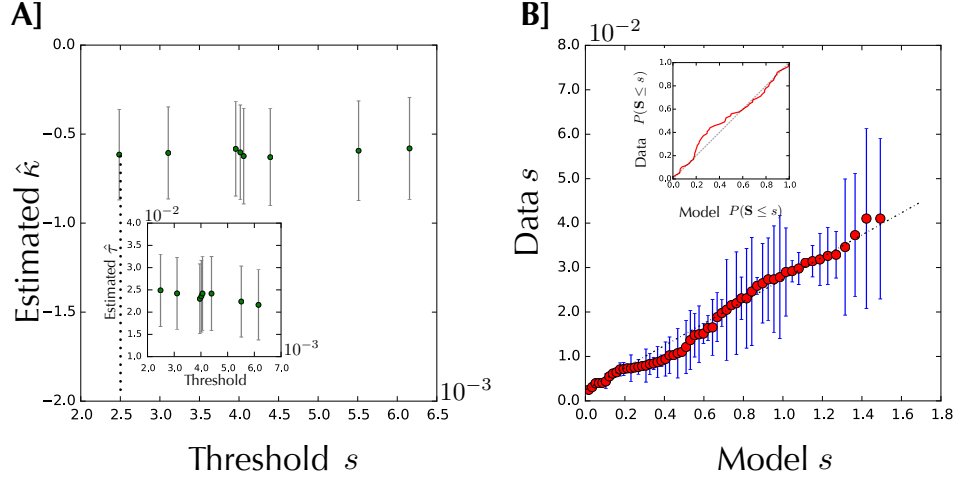 A]
0.0
−0.5
−1.0
−1.5
−2.0
Estimated κ̂
2.0 2.5 3.0 3.5 4.0 4.5 5.0 5.5 6.0 6.5
10⁻³
Threshold s
10⁻²
4.0
3.5
3.0
2.5
2.0
1.5
1.0
Estimated τ̂
2.0 3.0 4.0 5.0 6.0 7.0
10⁻³
Threshold
B]
10⁻²
8.0
7.0
6.0
5.0
4.0
3.0
2.0
1.0
0.0
Data s
0.0 0.2 0.4 0.6 0.8 1.0 1.2 1.4 1.6 1.8
Model s
1.0
0.8
0.6
0.4
0.2
0.0
Data P(S ≤ s)
0.0 0.2 0.4 0.6 0.8 1.0
Model P(S ≤ s)